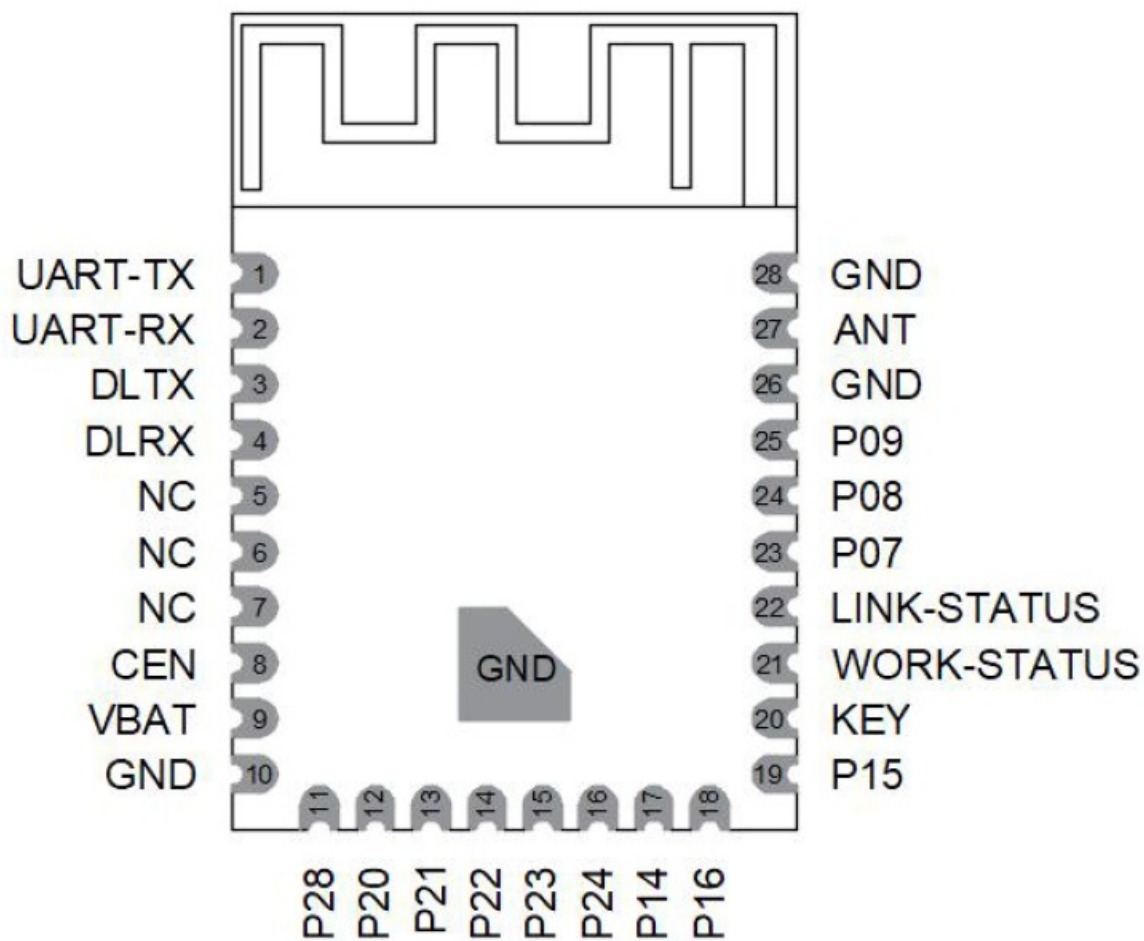 UART-TX 1 28 GND
UART-RX 2 27 ANT
DLTX 3 26 GND
DLRX 4 25 P09
NC 5 24 P08
NC 6 23 P07
NC 7 22 LINK-STATUS
CEN 8 GND 21 WORK-STATUS
VBAT 9 20 KEY
GND 10 19 P15
11 12 13 14 15 16 17 18
P28 P20 P21 P22 P23 P24 P14 P16